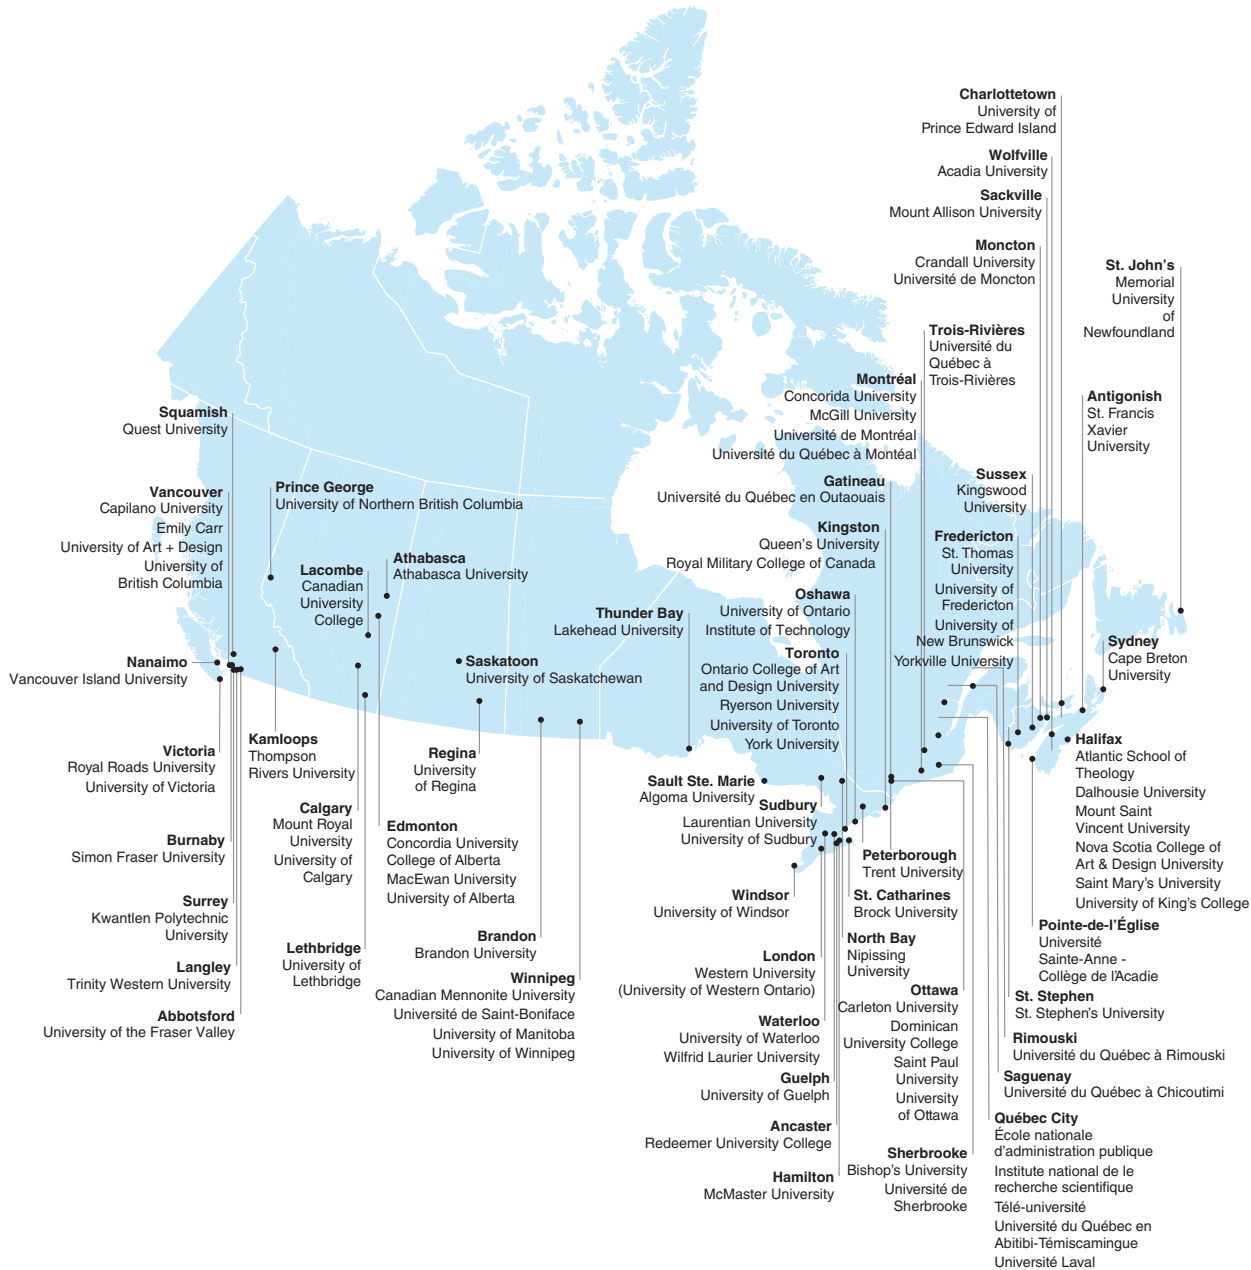 Charlottetown
University of
Prince Edward Island
Wolfville
Acadia University
Sackville
Mount Allison University
Moncton
Crandall University
Université de Moncton
St. John's
Memorial
University
of
Newfoundland
Trois-Rivières
Université du
Québec à
Trois-Rivières
Montréal
Concorida University
McGill University
Université de Montréal
Université du Québec à Montéal
Antigonish
St. Francis
Xavier
University
Squamish
Quest University
Gatineau
Université du Québec en Outaouais
Sussex
Kingswood
University
Vancouver
Capilano University
Emily Carr
University of Art + Design
University of
British Columbia
Prince George
University of Northern British Columbia
Kingston
Queen's University
Royal Military College of Canada
Fredericton
St. Thomas
University
University of
Fredericton
University of
New Brunswick
Yorkville University
Lacombe
Canadian
University
College
Athabasca
Athabasca University
Oshawa
University of Ontario
Institute of Technology
Thunder Bay
Lakehead University
Toronto
Ontario College of Art
and Design University
Ryerson University
University of Toronto
York University
Sydney
Cape Breton
University
Nanaimo
Vancouver Island University
Saskatoon
University of Saskatchewan
Victoria
Royal Roads University
University of Victoria
Kamloops
Thompson
Rivers University
Regina
University
of Regina
Halifax
Atlantic School of
Theology
Dalhousie University
Mount Saint
Vincent University
Nova Scotia College of
Art & Design University
Saint Mary's University
University of King's College
Sault Ste. Marie
Algoma University
Sudbury
Laurentian University
University of Sudbury
Calgary
Mount Royal
University
University of
Calgary
Edmonton
Concordia University
College of Alberta
MacEwan University
University of Alberta
Burnaby
Simon Fraser University
Peterborough
Trent University
Windsor
University of Windsor
St. Catharines
Brock University
Surrey
Kwantlen Polytechnic
University
Pointe-de-l'Église
Université
Sainte-Anne -
Collège de l'Acadie
Brandon
Brandon University
North Bay
Nipissing
University
Lethbridge
University of
Lethbridge
London
Western University
(University of Western Ontario)
Langley
Trinity Western University
Winnipeg
Canadian Mennonite University
Université de Saint-Boniface
University of Manitoba
University of Winnipeg
Ottawa
Carleton University
Dominican
University College
Saint Paul
University
University
of Ottawa
St. Stephen
St. Stephen's University
Abbotsford
University of the Fraser Valley
Waterloo
University of Waterloo
Wilfrid Laurier University
Rimouski
Université du Québec à Rimouski
Guelph
University of Guelph
Saguenay
Université du Québec à Chicoutimi
Ancaster
Redeemer University College
Québec City
École nationale
d'administration publique
Institute national de le
recherche scientifique
Télé-université
Université du Québec en
Abitibi-Témiscamingue
Université Laval
Sherbrooke
Bishop's University
Université de
Sherbrooke
Hamilton
McMaster University